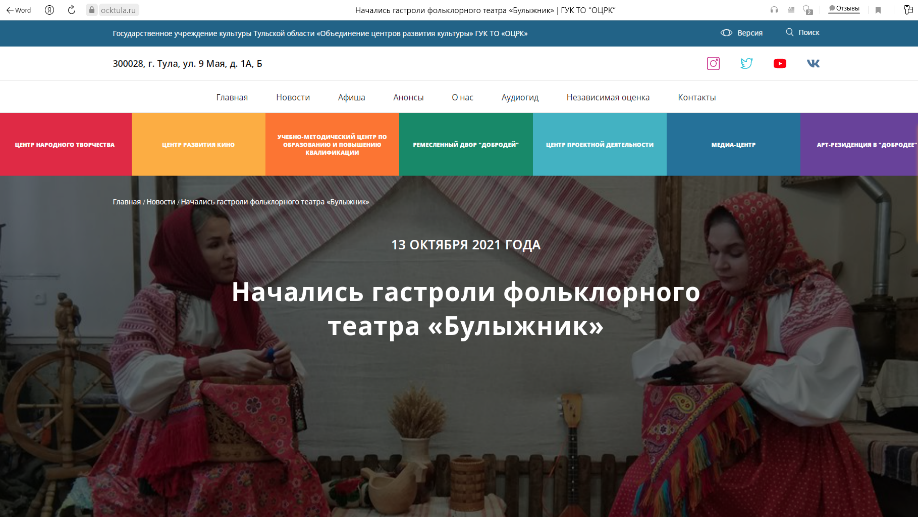 Word
ocktula.ru
Начались гастроли фольклорного театра «Булыжник» | ГУК ТО "ОЦРК"
Отзывы
Государственное учреждение культуры Тульской области «Объединение центров развития культуры» ГУК ТО «ОЦРК»
Версия
Поиск
300028, г. Тула, ул. 9 Мая, д. 1А, Б
Главная
Новости
Афиша
Анонсы
О нас
Аудиогид
Независимая оценка
Контакты
ЦЕНТР НАРОДНОГО ТВОРЧЕСТВА
ЦЕНТР РАЗВИТИЯ КИНО
УЧЕБНО-МЕТОДИЧЕСКИЙ ЦЕНТР ПО
ОБРАЗОВАНИЮ И ПОВЫШЕНИЮ
КВАЛИФИКАЦИИ
РЕМЕСЛЕННЫЙ ДВОР "ДОБРОДЕЙ"
ЦЕНТР ПРОЕКТНОЙ ДЕЯТЕЛЬНОСТИ
МЕДИА-ЦЕНТР
АРТ-РЕЗИДЕНЦИЯ В "ДОБРОДЕЕ"
Главная / Новости / Начались гастроли фольклорного театра «Булыжник»
13 ОКТЯБРЯ 2021 ГОДА
Начались гастроли фольклорного
театра «Булыжник»